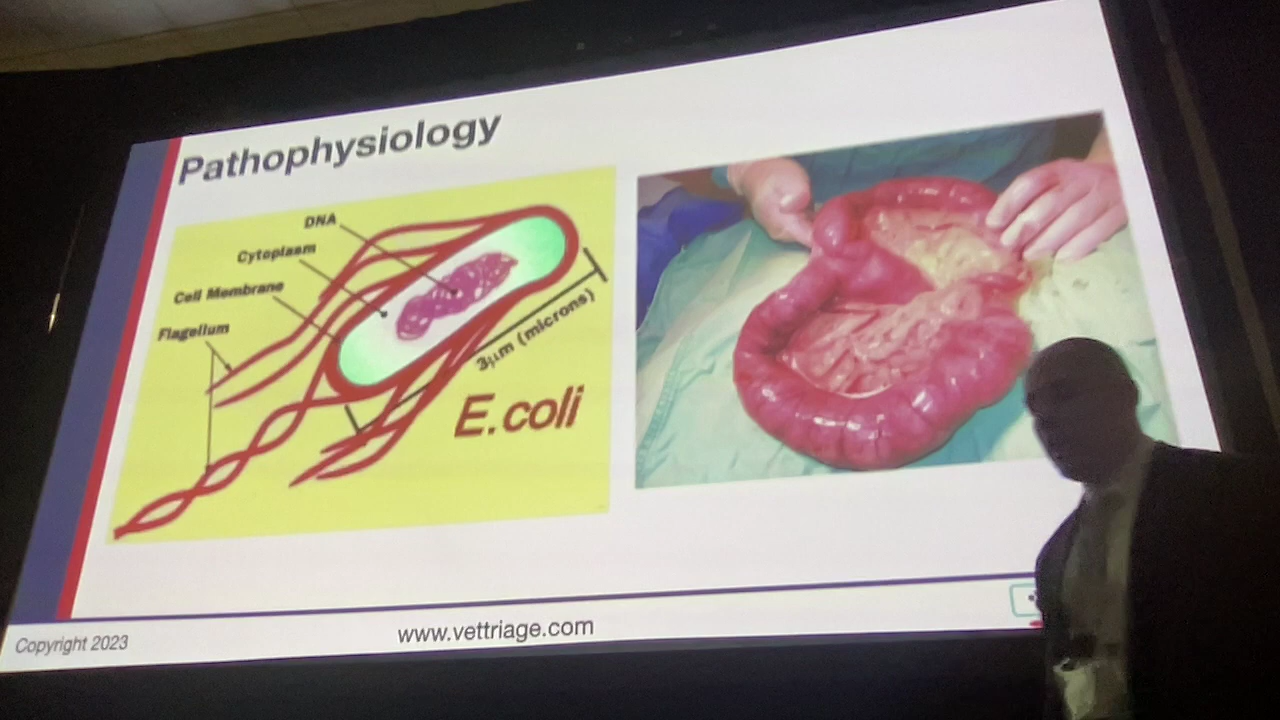 Pathophysiology
DNA
Cytoplasm
Cell Membrane
Flagellum
3µm (microns)
E.coli
Copyright 2023
www.vettriage.com